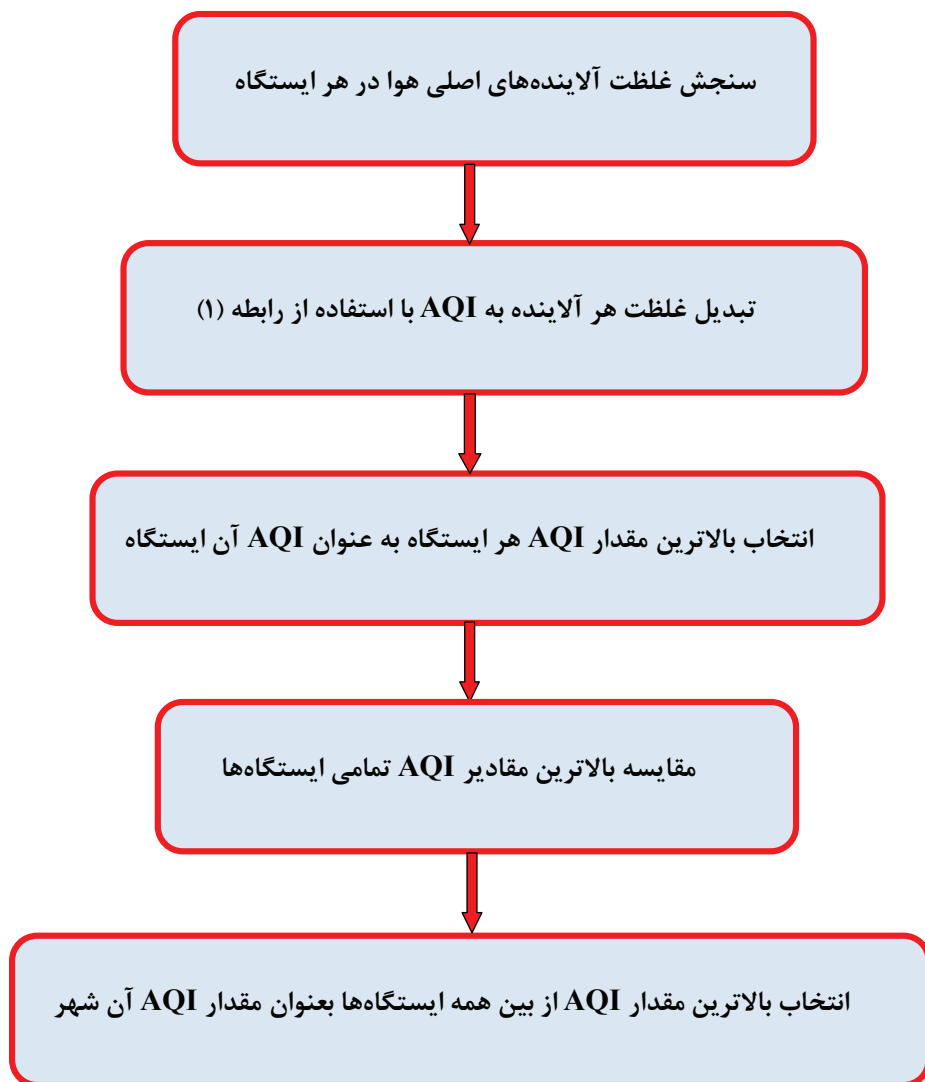 سنجش غلظت آلاینده‌های اصلی هوا در هر ایستگاه
تبدیل غلظت هر آلاینده به AQI با استفاده از رابطه (۱)
انتخاب بالاترین مقدار AQI هر ایستگاه به عنوان AQI آن ایستگاه
مقایسه بالاترین مقادیر AQI تمامی ایستگاه‌ها
انتخاب بالاترین مقدار AQI از بین همه ایستگاه‌ها بعنوان مقدار AQI آن شهر